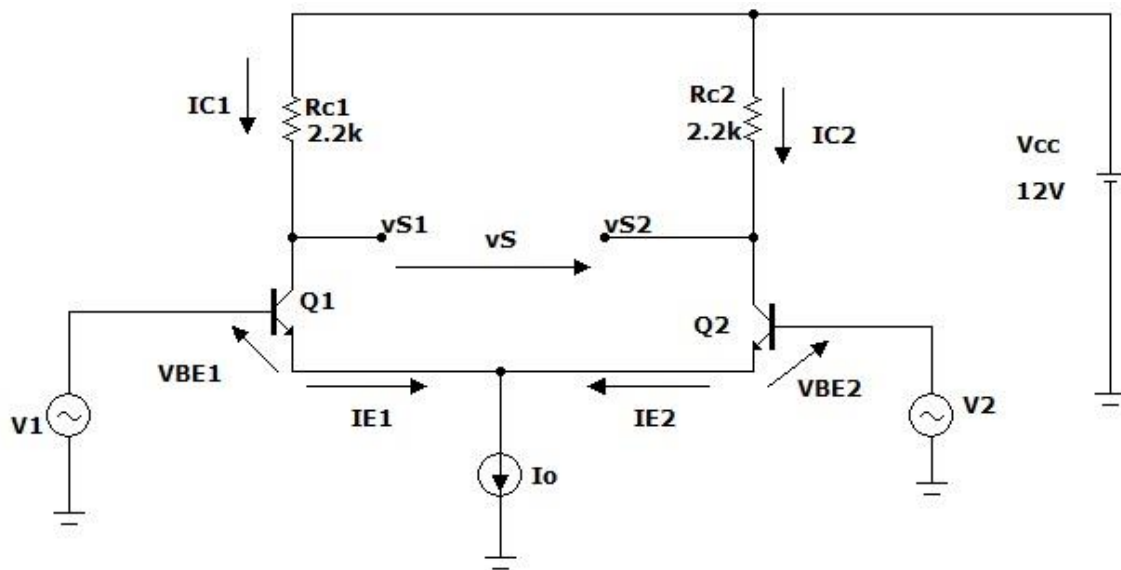 IC1
Rc1
2.2k
Rc2
2.2k
IC2
Vcc
12V
vS1
vS
vS2
Q1
Q2
VBE1
VBE2
IE1
IE2
V1
V2
Io